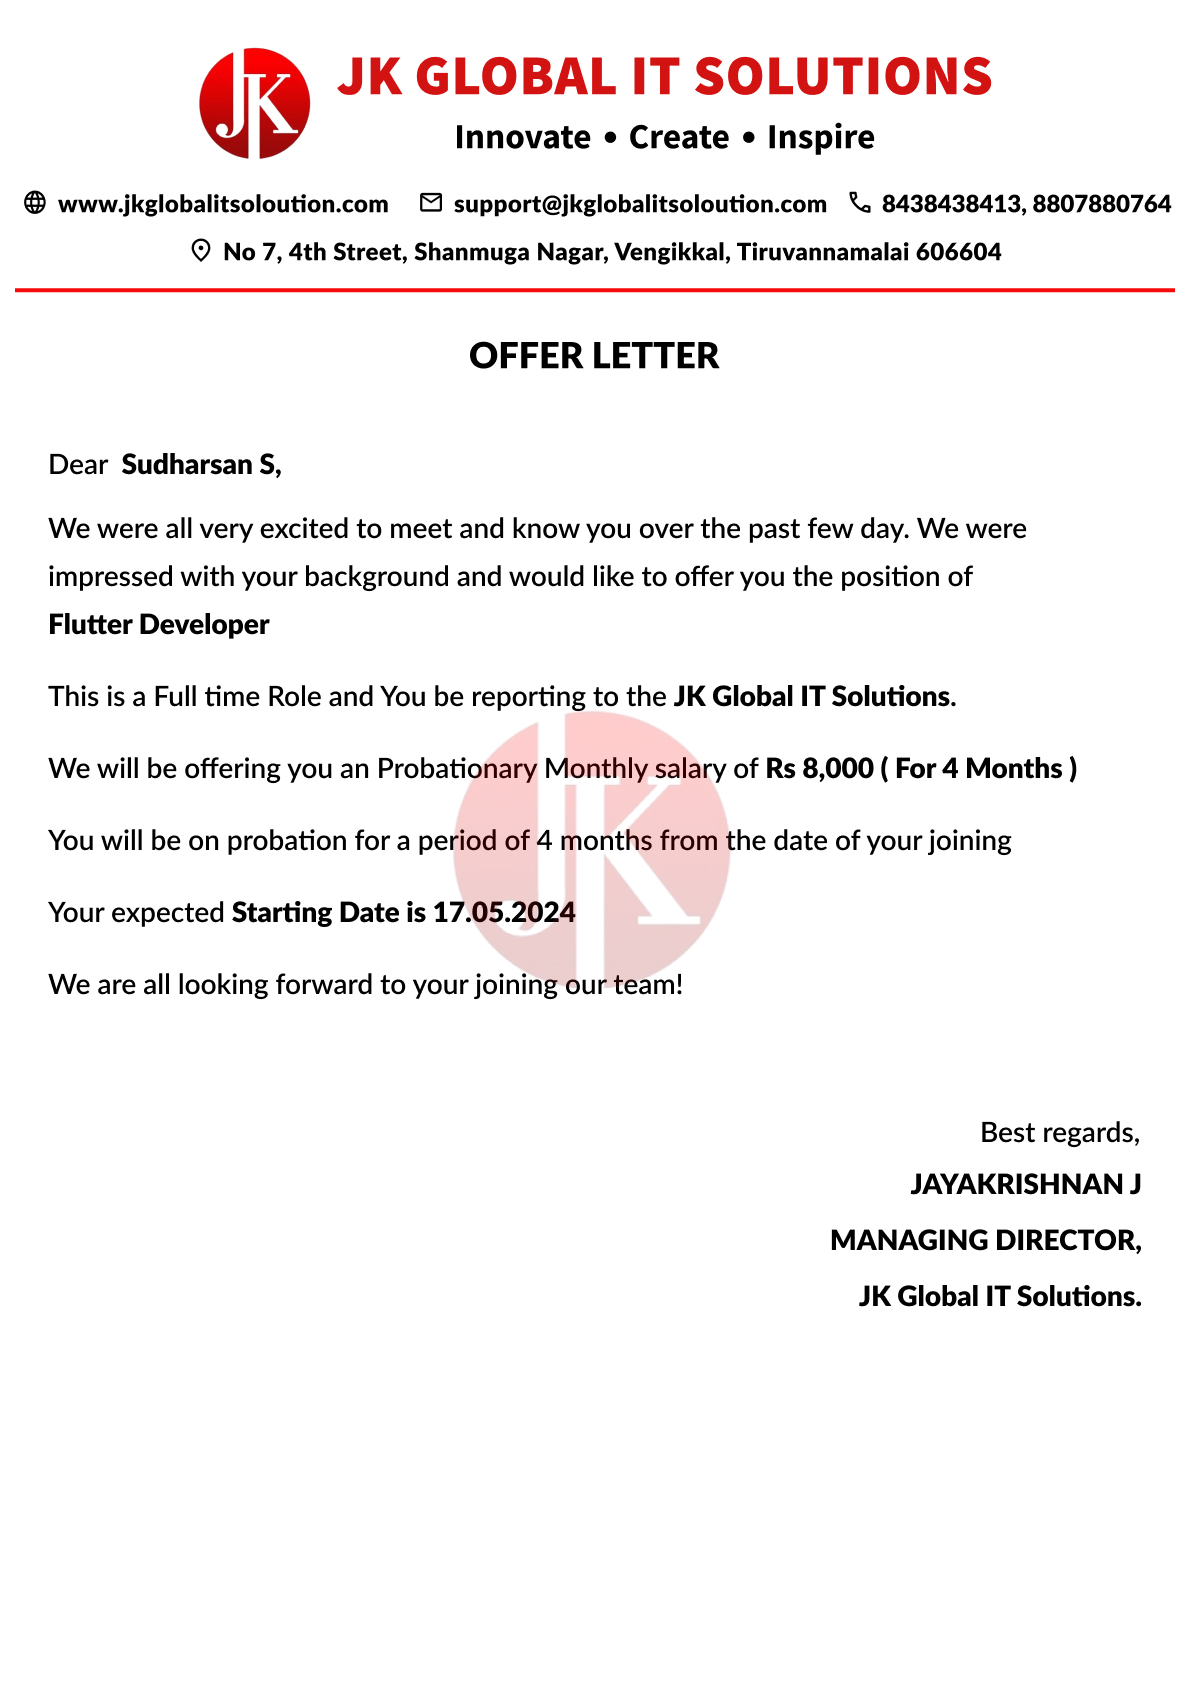 JK JK GLOBAL IT SOLUTIONS
Innovate • Create • Inspire
www.jkglobalitsoloution.com support@jkglobalitsoloution.com 8438438413, 8807880764
No 7, 4th Street, Shanmuga Nagar, Vengikkal, Tiruvannamalai 606604
OFFER LETTER
Dear Sudharsan S,
We were all very excited to meet and know you over the past few day. We were
impressed with your background and would like to offer you the position of
Flutter Developer
This is a Full time Role and You be reporting to the JK Global IT Solutions.
We will be offering you an Probationary Monthly salary of Rs 8,000 ( For 4 Months )
You will be on probation for a period of 4 months from the date of your joining
Your expected Starting Date is 17.05.2024
We are all looking forward to your joining our team!
JK
Best regards,
JAYAKRISHNAN J
MANAGING DIRECTOR,
JK Global IT Solutions.